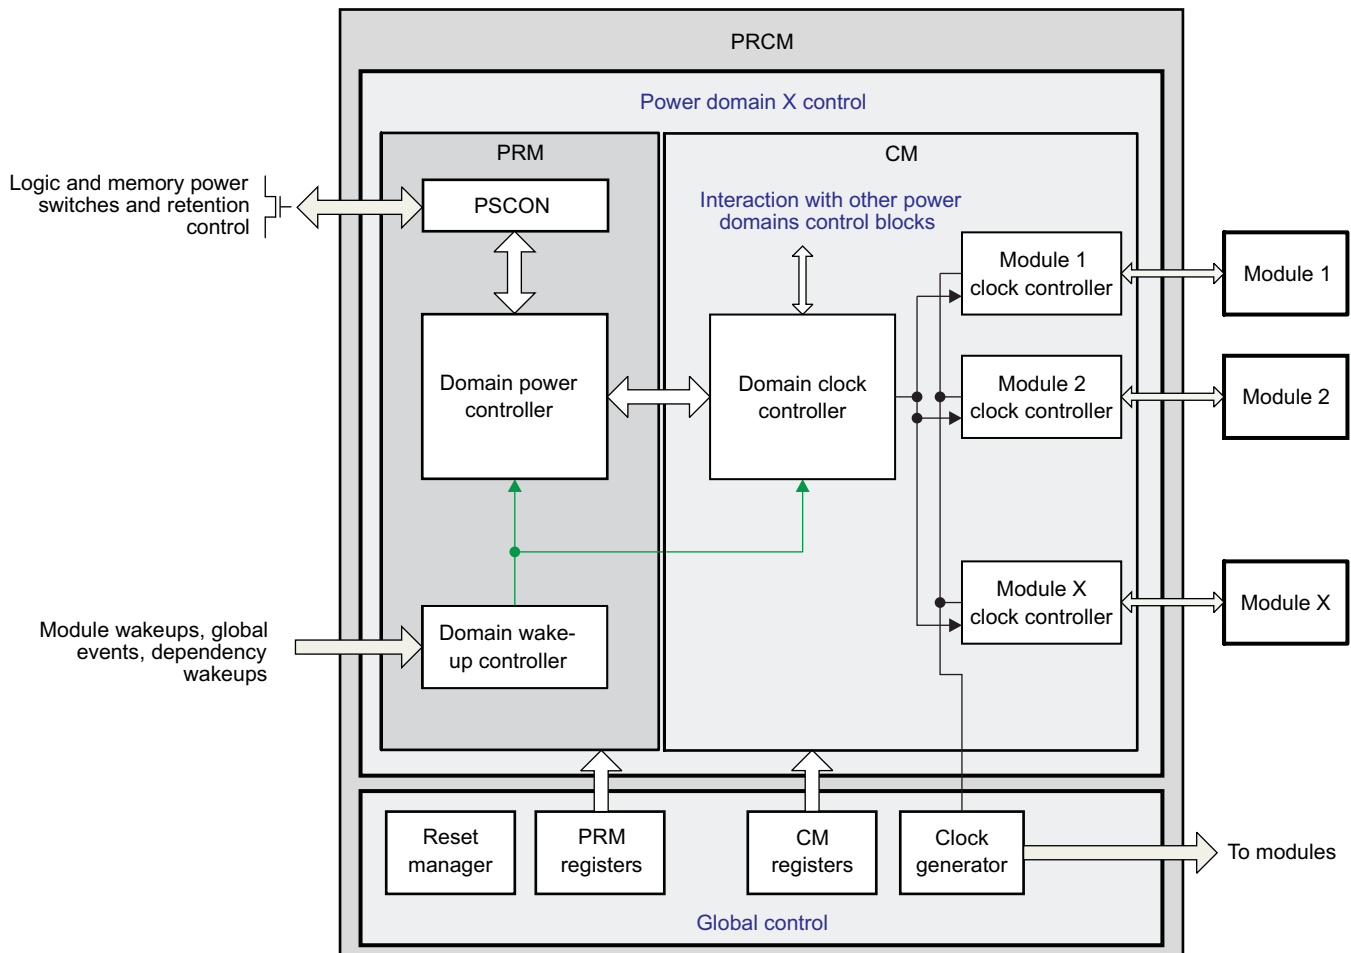 PRCM
Power domain X control
PRM
CM
Logic and memory power
switches and retention
control
PSCON
Interaction with other power
domains control blocks
Module 1
clock controller
Module 1
Domain power
controller
Domain clock
controller
Module 2
clock controller
Module 2
Module X
clock controller
Module X
Module wakeups, global
events, dependency
wakeups
Domain wake-
up controller
Reset
manager
PRM
registers
CM
registers
Clock
generator
To modules
Global control